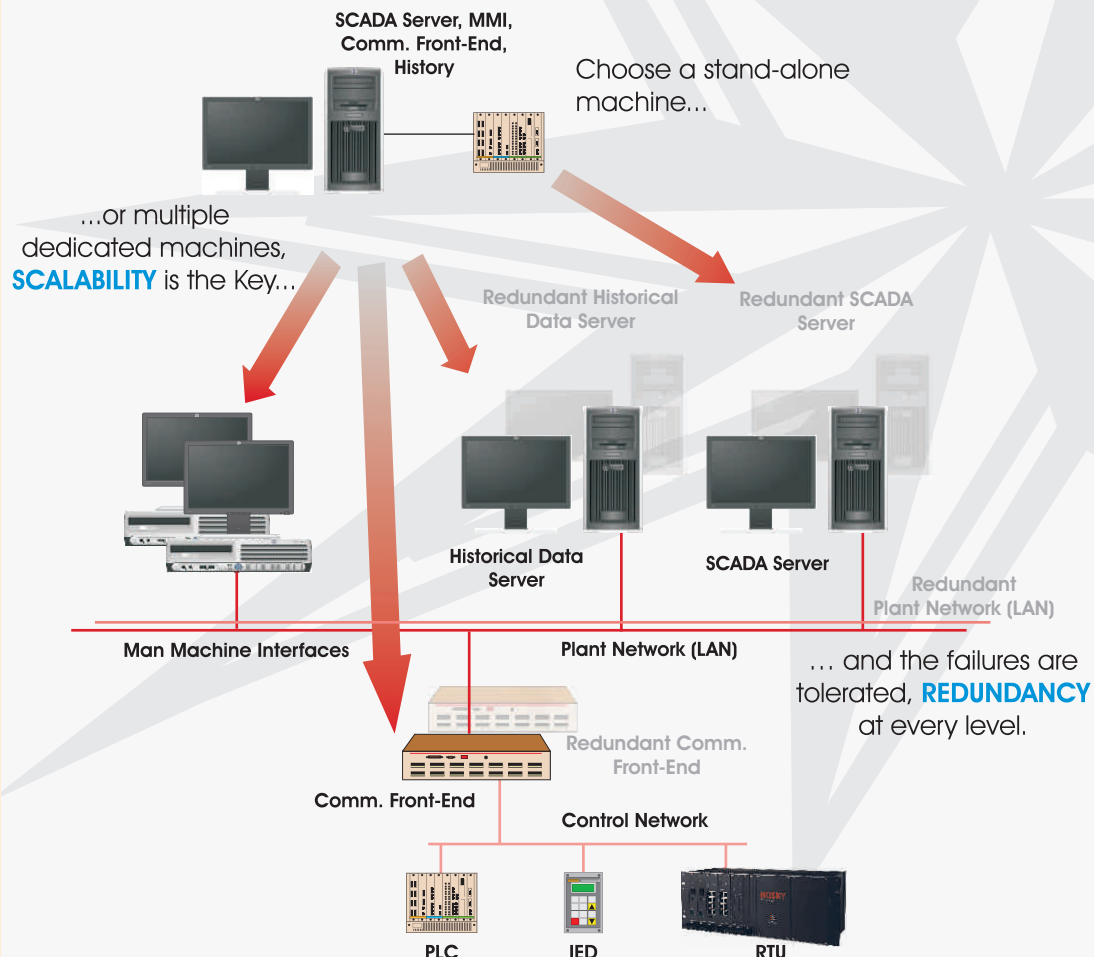 SCADA Server, MMI,
Comm. Front-End,
History
Choose a stand-alone
machine...
...or multiple
dedicated machines,
SCALABILITY is the Key...
Redundant Historical
Data Server
Redundant SCADA
Server
Historical Data
Server
SCADA Server
Redundant
Plant Network (LAN)
Man Machine Interfaces
Plant Network (LAN)
... and the failures are
tolerated, REDUNDANCY
at every level.
Redundant Comm.
Front-End
Comm. Front-End
Control Network
PLC
IED
RTU